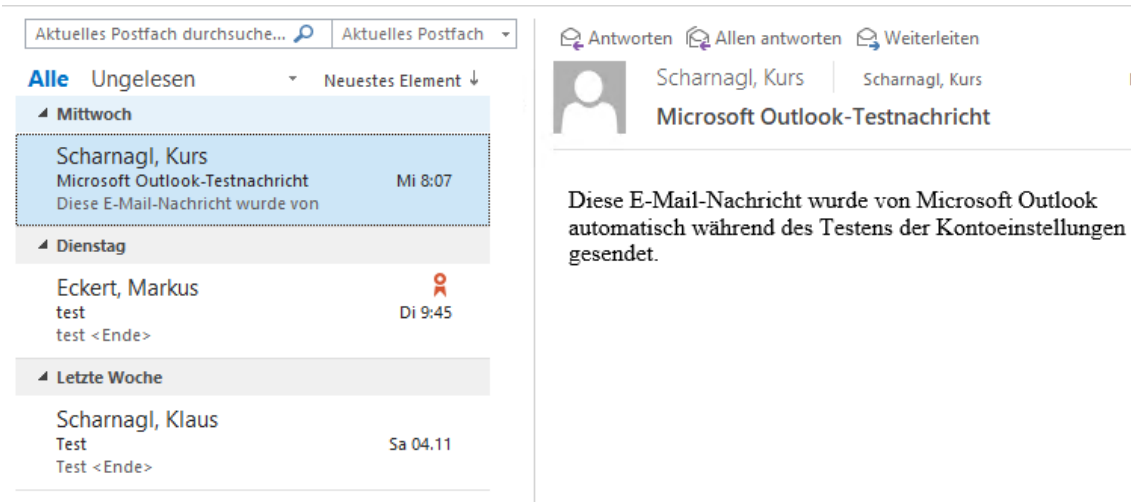 Aktuelles Postfach durchsuche... Aktuelles Postfach
Alle Ungelesen Neuestes Element
Mittwoch
Scharnagl, Kurs
Microsoft Outlook-Testnachricht Mi 8:07
Diese E-Mail-Nachricht wurde von
Dienstag
Eckert, Markus
test Di 9:45
test <Ende>
Letzte Woche
Scharnagl, Klaus
Test Sa 04.11
Test <Ende>
Antworten Allen antworten Weiterleiten
Scharnagl, Kurs Scharnagl, Kurs
Microsoft Outlook-Testnachricht
Diese E-Mail-Nachricht wurde von Microsoft Outlook
automatisch während des Testens der Kontoeinstellungen
gesendet.